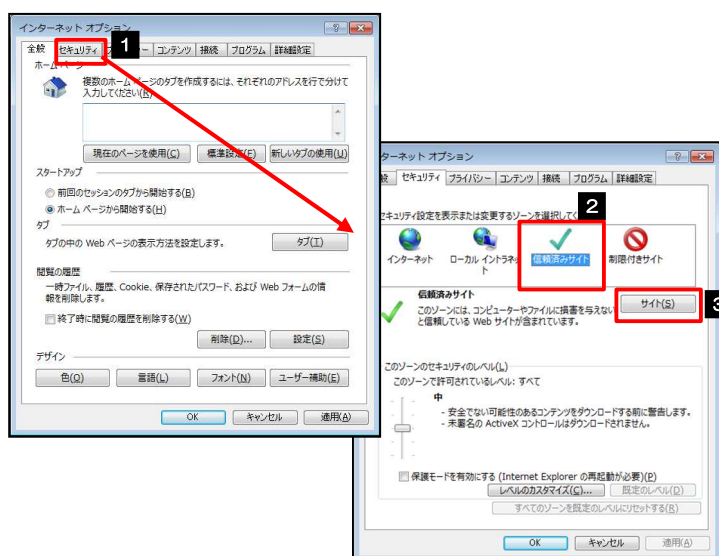 インターネット オプション
1
全般 セキュリティ コンテンツ 接続 プログラム 詳細設定
ホーム ページ
複数のホーム ページのタブを作成するには、それぞれのアドレスを行で分けて
入力してください(R)
現在のページを使用(C) 標準設定(F) 新しいタブの使用(U)
スタートアップ
前回のセッションのタブから開始する(B)
ホーム ページから開始する(H)
タブ
タブの中の Web ページの表示方法を設定します。 タブ(T)
閲覧の履歴
一時ファイル、履歴、Cookie、保存されたパスワード、および Web フォームの情
報を削除します。
終了時に閲覧の履歴を削除する(W)
削除(D)... 設定(S)
デザイン
色(O) 言語(L) フォント(N) ユーザー補助(E)
OK キャンセル 適用(A)
ターネット オプション
般 セキュリティ プライバシー コンテンツ 接続 プログラム 詳細設定
2
セキュリティ設定を表示または変更するゾーンを選択して
インターネット ローカル イントラネッ 信頼済みサイト 制限付きサイト
ト
信頼済みサイト
サイト(S)
3
このゾーンには、コンピューターやファイルに損害を与えない
と信頼している Web サイトが含まれています。
このゾーンのセキュリティのレベル(L)
このゾーンで許可されているレベル: すべて
中
- 安全でない可能性のあるコンテンツをダウンロードする前に警告します。
- 未署名の ActiveX コントロールはダウンロードされません。
保護モードを有効にする (Internet Explorer の再起動が必要)(P)
レベルのカスタマイズ(C)... 既定のレベル(D)
すべてのゾーンを既定のレベルにリセットする(R)
OK キャンセル 適用(A)